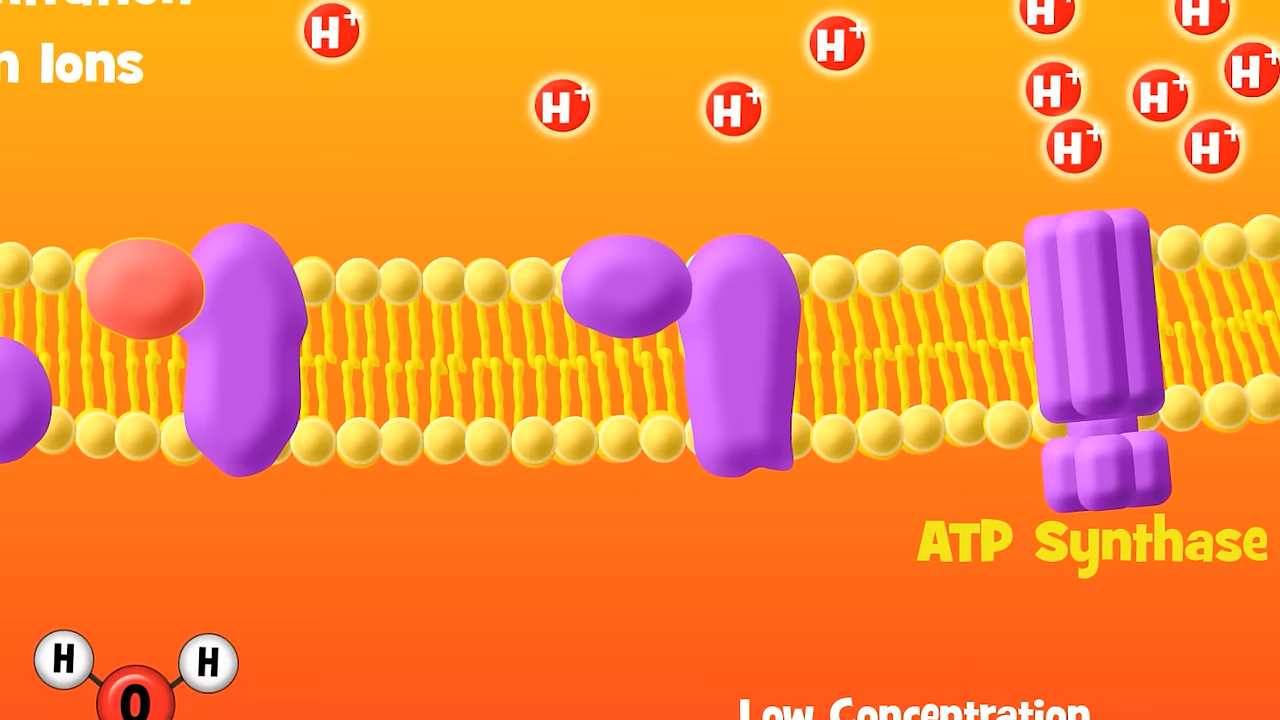 n Ions
H+
H+
H+
H+
H+
H+
H+
H+
H+
H+
H+
ATP Synthase
H
H
O
Low Concentration